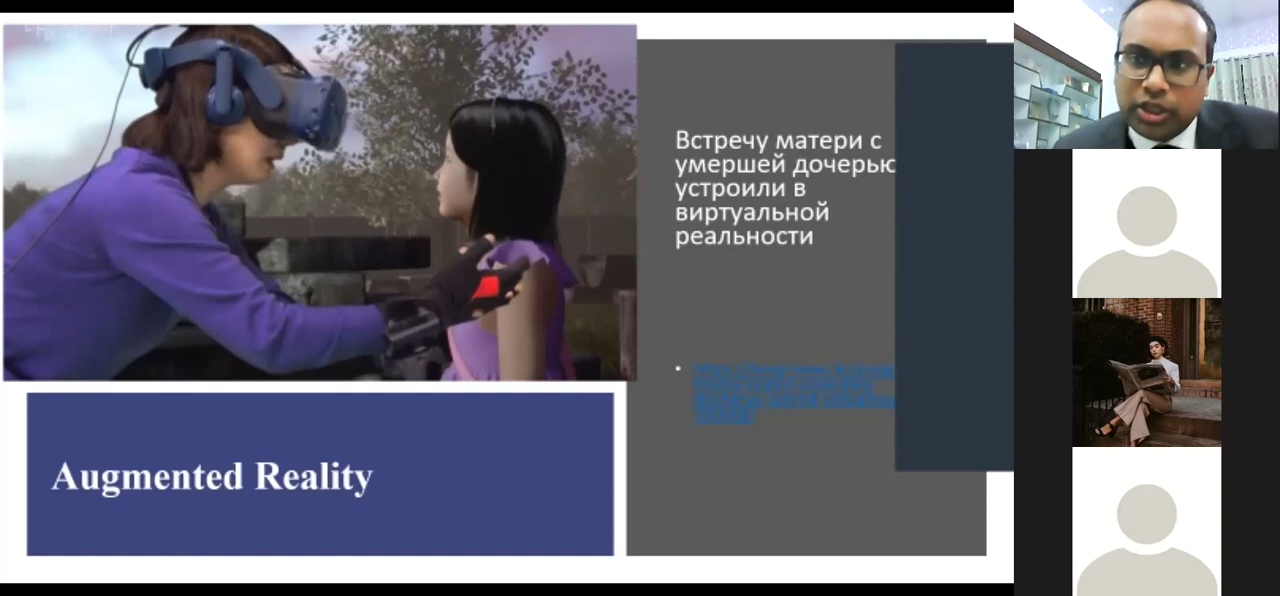 Встречу матери с
умершей дочерью
устроили в
виртуальной
реальности
Augmented Reality